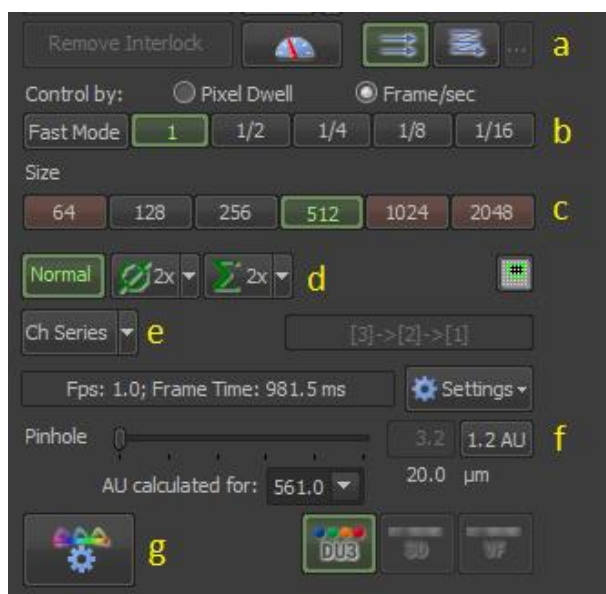 Remove Interlock ... a
Control by: Pixel Dwell Frame/sec
Fast Mode 1 1/2 1/4 1/8 1/16 b
Size
64 128 256 512 1024 2048 c
Normal 2x 2x d
Ch Series e [3]->[2]->[1]
Fps: 1.0; Frame Time: 981.5 ms Settings
Pinhole 3.2 1.2 AU f
AU calculated for: 561.0 20.0 µm
g DU3 SD VF